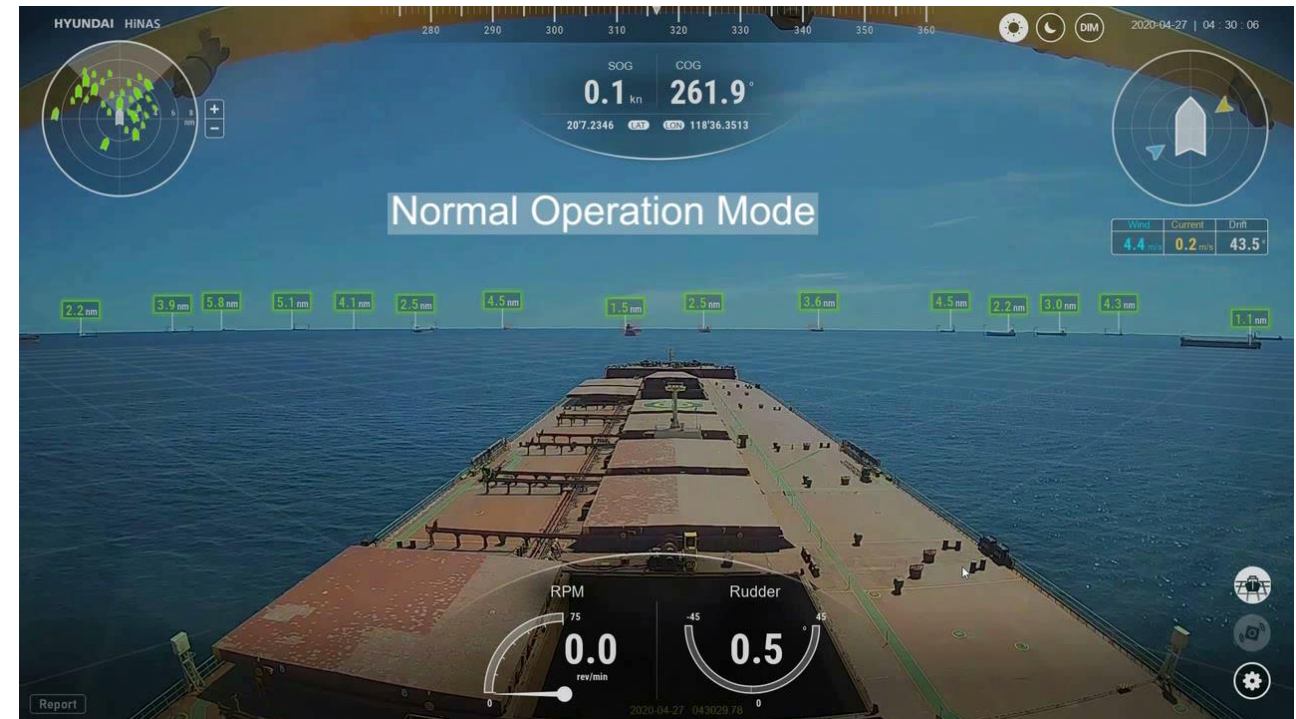 HYUNDAI HiNAS
280 290 300 310 320 330 340 350 360
DIM
2020-04-27 | 04 : 30 : 06
SOG COG
0.1 kn 261.9°
20'7.2346 LAT LON 118'36.3513
+
−
6 8
nm
Normal Operation Mode
Wind Current Drift
4.4 m/s 0.2 m/s 43.5°
2.2 nm 3.9 nm 5.8 nm 5.1 nm 4.1 nm 2.5 nm 4.5 nm 1.5 nm 2.5 nm 3.6 nm 4.5 nm 2.2 nm 3.0 nm 4.3 nm 1.1 nm
RPM Rudder
75 -45 45
0.0 0.5°
rev/min
0 0
Report
2020-04-27 043029.78